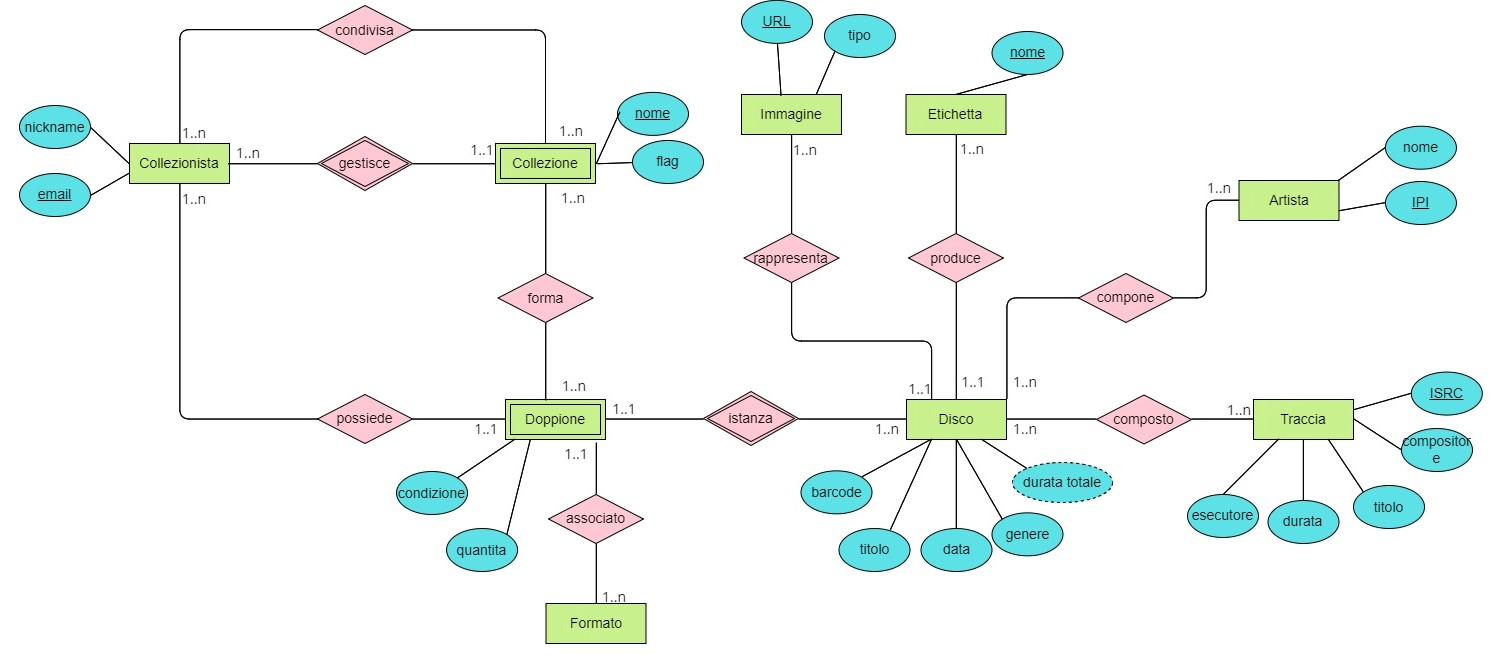 condivisa
URL
tipo
nome
nickname
email
Collezionista
1..n
1..n
1..n
gestisce
1..1
1..n
Collezione
1..n
nome
flag
Immagine
1..n
Etichetta
1..n
nome
IPI
1..n
Artista
rappresenta
produce
compone
forma
possiede
1..1
1..n
Doppione
1..1
1..1
istanza
1..1
1..1
1..n
1..n
1..n
Disco
composto
1..n
Traccia
ISRC
compositor
e
condizione
quantita
associato
1..n
Formato
barcode
titolo
data
genere
durata totale
esecutore
durata
titolo